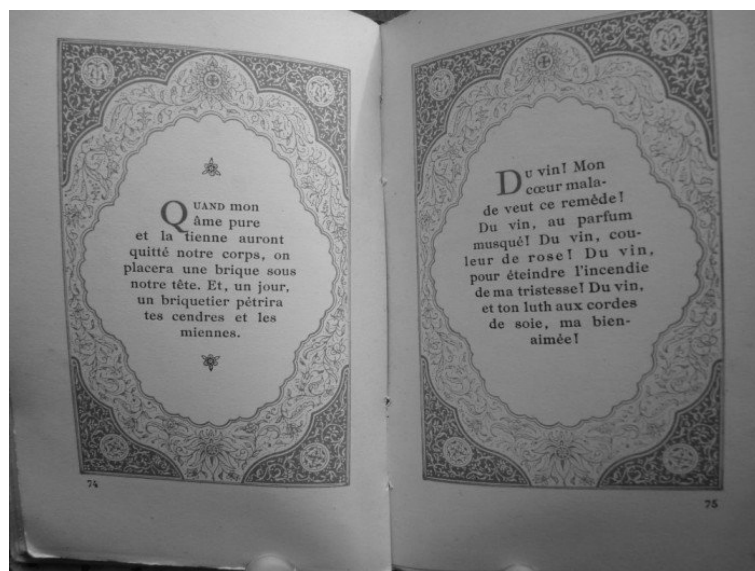 QUAND mon
âme pure
et la tienne auront
quitté notre corps, on
placera une brique sous
notre tête. Et, un jour,
un briquetier pétrira
tes cendres et les
miennes.
74
DU vin! Mon
cœur mala-
de veut ce remède!
Du vin, au parfum
musqué! Du vin, cou-
leur de rose! Du vin,
pour éteindre l'incendie
de ma tristesse! Du vin,
et ton luth aux cordes
de soie, ma bien-
aimée!
75